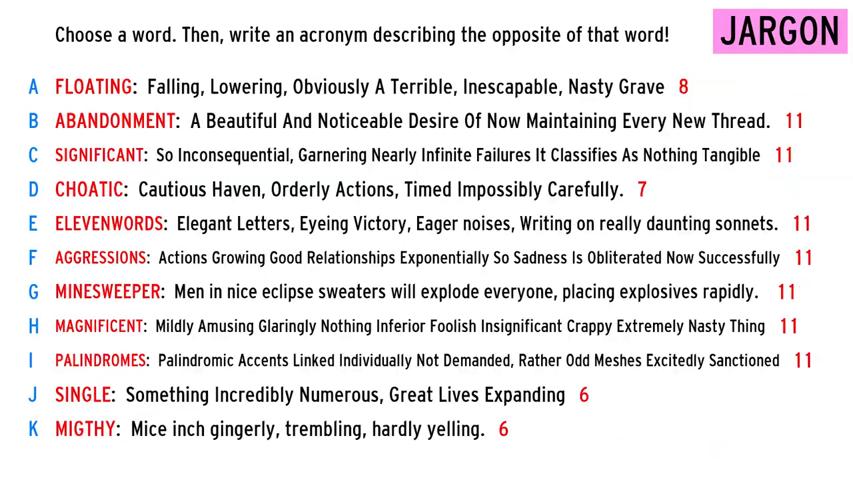 Choose a word. Then, write an acronym describing the opposite of that word!
JARGON
A FLOATING: Falling, Lowering, Obviously A Terrible, Inescapable, Nasty Grave 8
B ABANDONMENT: A Beautiful And Noticeable Desire Of Now Maintaining Every New Thread. 11
C SIGNIFICANT: So Inconsequential, Garnering Nearly Infinite Failures It Classifies As Nothing Tangible 11
D CHOATIC: Cautious Haven, Orderly Actions, Timed Impossibly Carefully. 7
E ELEVENWORDS: Elegant Letters, Eyeing Victory, Eager noises, Writing on really daunting sonnets. 11
F AGGRESSIONS: Actions Growing Good Relationships Exponentially So Sadness Is Obliterated Now Successfully 11
G MINESWEEPER: Men in nice eclipse sweaters will explode everyone, placing explosives rapidly. 11
H MAGNIFICENT: Mildly Amusing Glaringly Nothing Inferior Foolish Insignificant Crappy Extremely Nasty Thing 11
I PALINDROMES: Palindromic Accents Linked Individually Not Demanded, Rather Odd Meshes Excitedly Sanctioned 11
J SINGLE: Something Incredibly Numerous, Great Lives Expanding 6
K MIGTHY: Mice inch gingerly, trembling, hardly yelling. 6